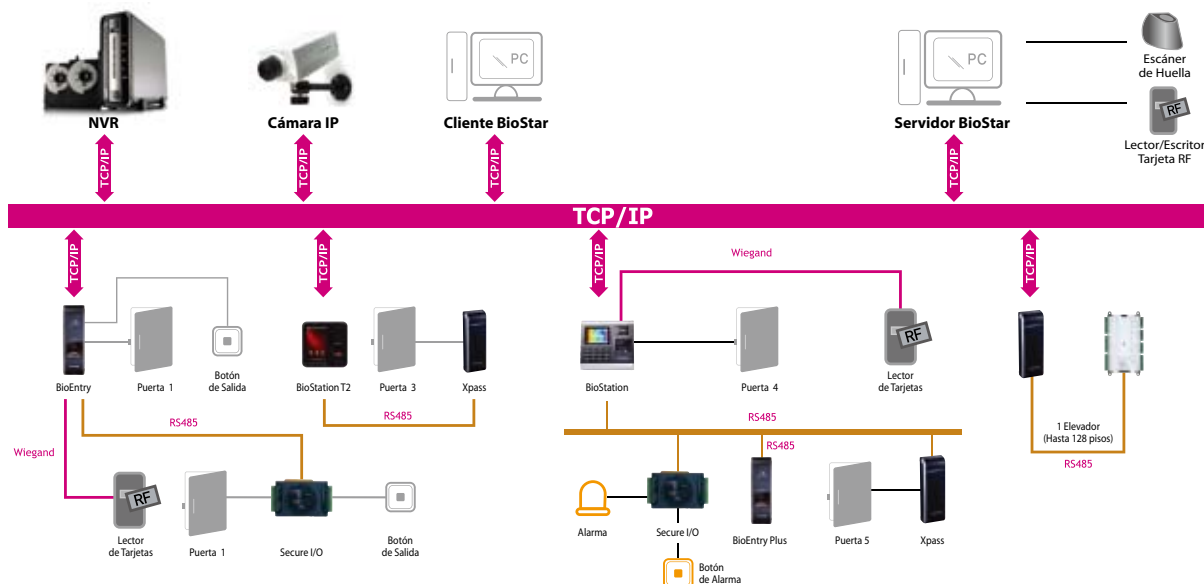 PC
PC
Escáner
de Huella
NVR
Cámara IP
Cliente BioStar
Servidor BioStar
RF
Lector/Escritor
Tarjeta RF
TCP/IP
TCP/IP
TCP/IP
TCP/IP
TCP/IP
TCP/IP
TCP/IP
TCP/IP
TCP/IP
Wiegand
RF
BioEntry
Puerta 1
Botón
de Salida
BioStation T2
Puerta 3
Xpass
BioStation
Puerta 4
Lector
de Tarjetas
RS485
RS485
RS485
1 Elevador
(Hasta 128 pisos)
RS485
RS485
Wiegand
RF
Lector
de Tarjetas
Puerta 1
Secure I/O
Botón
de Salida
Alarma
Secure I/O
BioEntry Plus
Puerta 5
Xpass
Botón
de Alarma